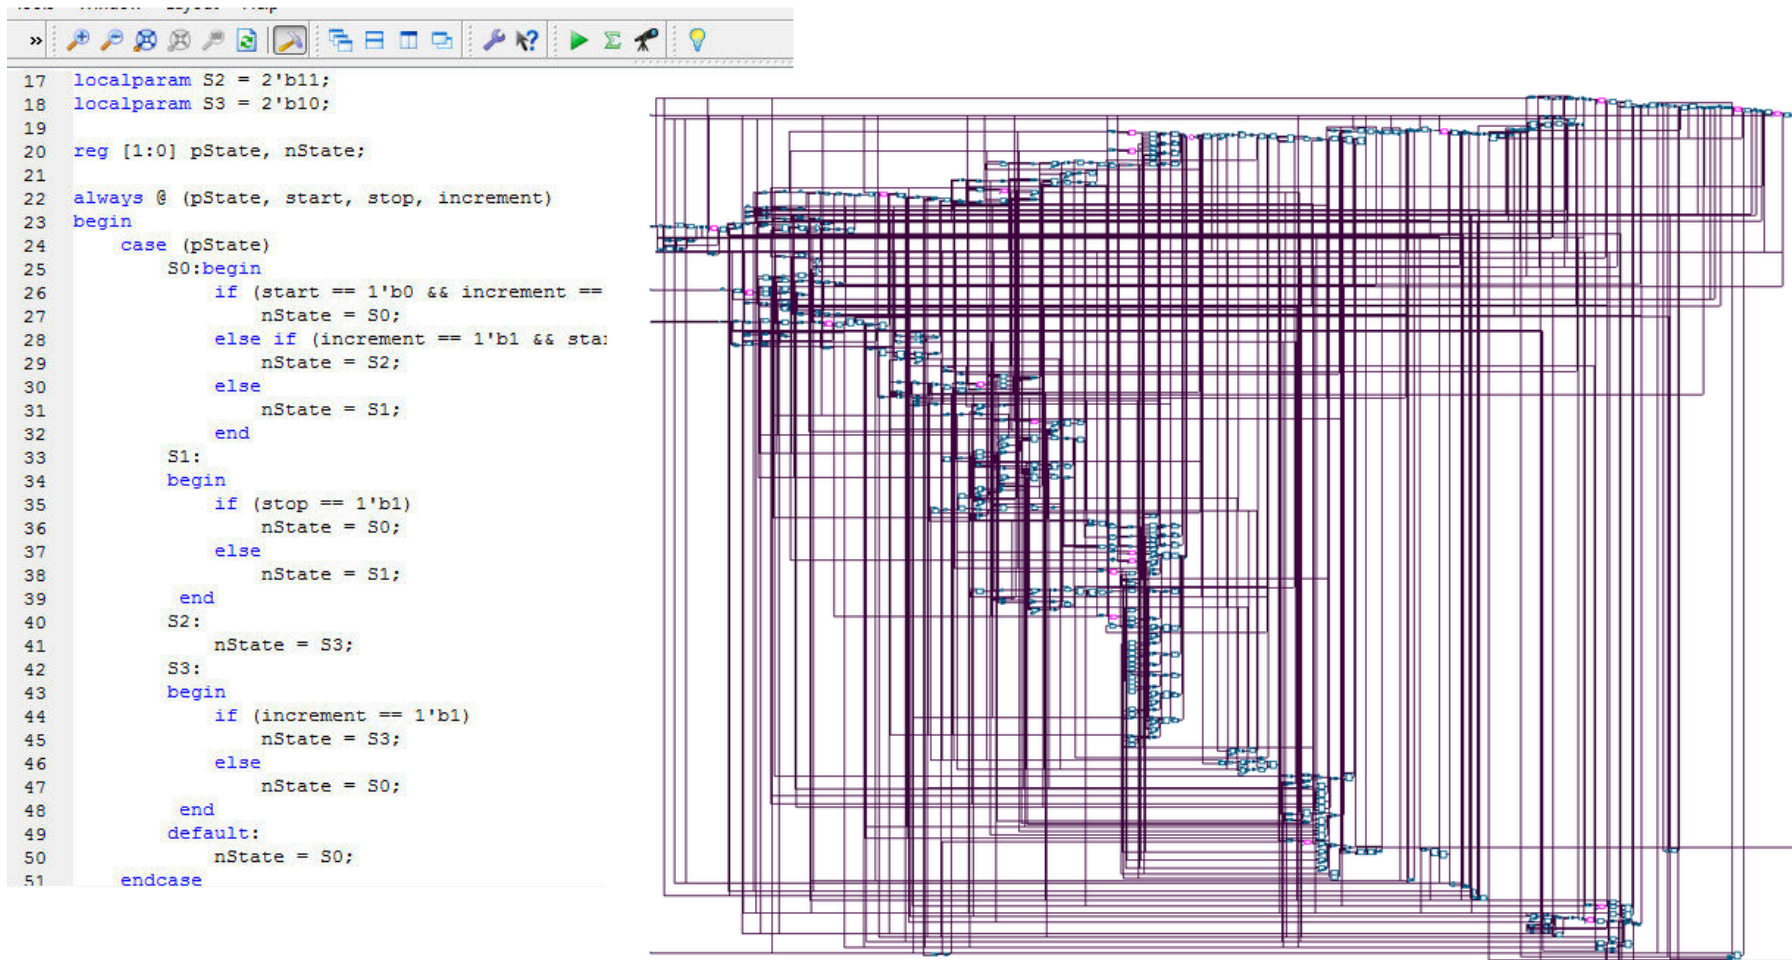 17 localparam S2 = 2'b11;
18 localparam S3 = 2'b10;
19
20 reg [1:0] pState, nState;
21
22 always @ (pState, start, stop, increment)
23 begin
24 case (pState)
25 S0:begin
26 if (start == 1'b0 && increment ==
27 nState = S0;
28 else if (increment == 1'b1 &&
29 nState = S2;
30 else
31 nState = S1;
32 end
33 S1:
34 begin
35 if (stop == 1'b1)
36 nState = S0;
37 else
38 nState = S1;
39 end
40 S2:
41 nState = S3;
42 S3:
43 begin
44 if (increment == 1'b1)
45 nState = S3;
46 else
47 nState = S0;
48 end
49 default:
50 nState = S0;
51 endcase